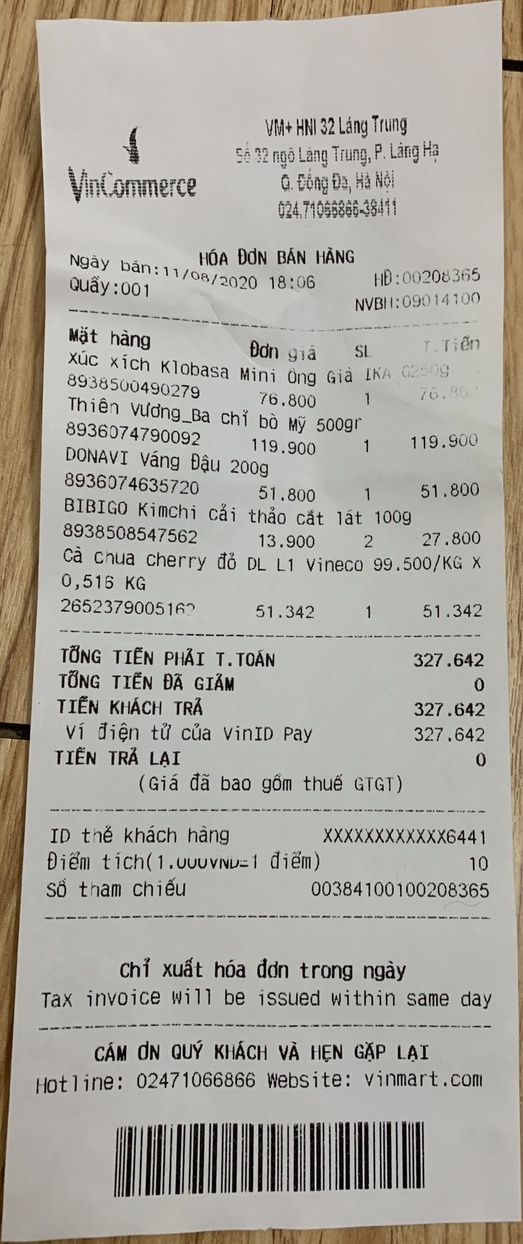 VinCommerce
VM+ HNI 32 Láng Trung
Số 32 ngõ Láng Trung, P. Láng Hạ
Q. Đống Đa, Hà Nội
024.71066866-38411
HÓA ĐƠN BÁN HÀNG
Ngày bán:11/08/2020 18:06 HĐ:00208365
Quầy:001 NVBH:09014100
Mặt hàng Đơn giá SL T.Tiền
Xúc xích Klobasa Mini Ông Già IKA G250g
8938500490279 76.800 1 76.800
Thiên Vương_Ba chỉ bò Mỹ 500gr
8936074790092 119.900 1 119.900
DONAVI Váng Đậu 200g
8936074635720 51.800 1 51.800
BIBIGO Kimchi cải thảo cắt lát 100g
8938508547562 13.900 2 27.800
Cà chua cherry đỏ DL L1 Vineco 99.500/KG X
0,516 KG
2652379005162 51.342 1 51.342
TỔNG TIỀN PHẢI T.TOÁN 327.642
TỔNG TIỀN ĐÃ GIẢM 0
TIỀN KHÁCH TRẢ 327.642
Ví điện tử của VinID Pay 327.642
TIỀN TRẢ LẠI 0
(Giá đã bao gồm thuế GTGT)
ID thẻ khách hàng XXXXXXXXXXXX6441
Điểm tích(1.000VND=1 điểm) 10
Số tham chiếu 00384100100208365
Chỉ xuất hóa đơn trong ngày
Tax invoice will be issued within same day
CẢM ƠN QUÝ KHÁCH VÀ HẸN GẶP LẠI
Hotline: 02471066866 Website: vinmart.com